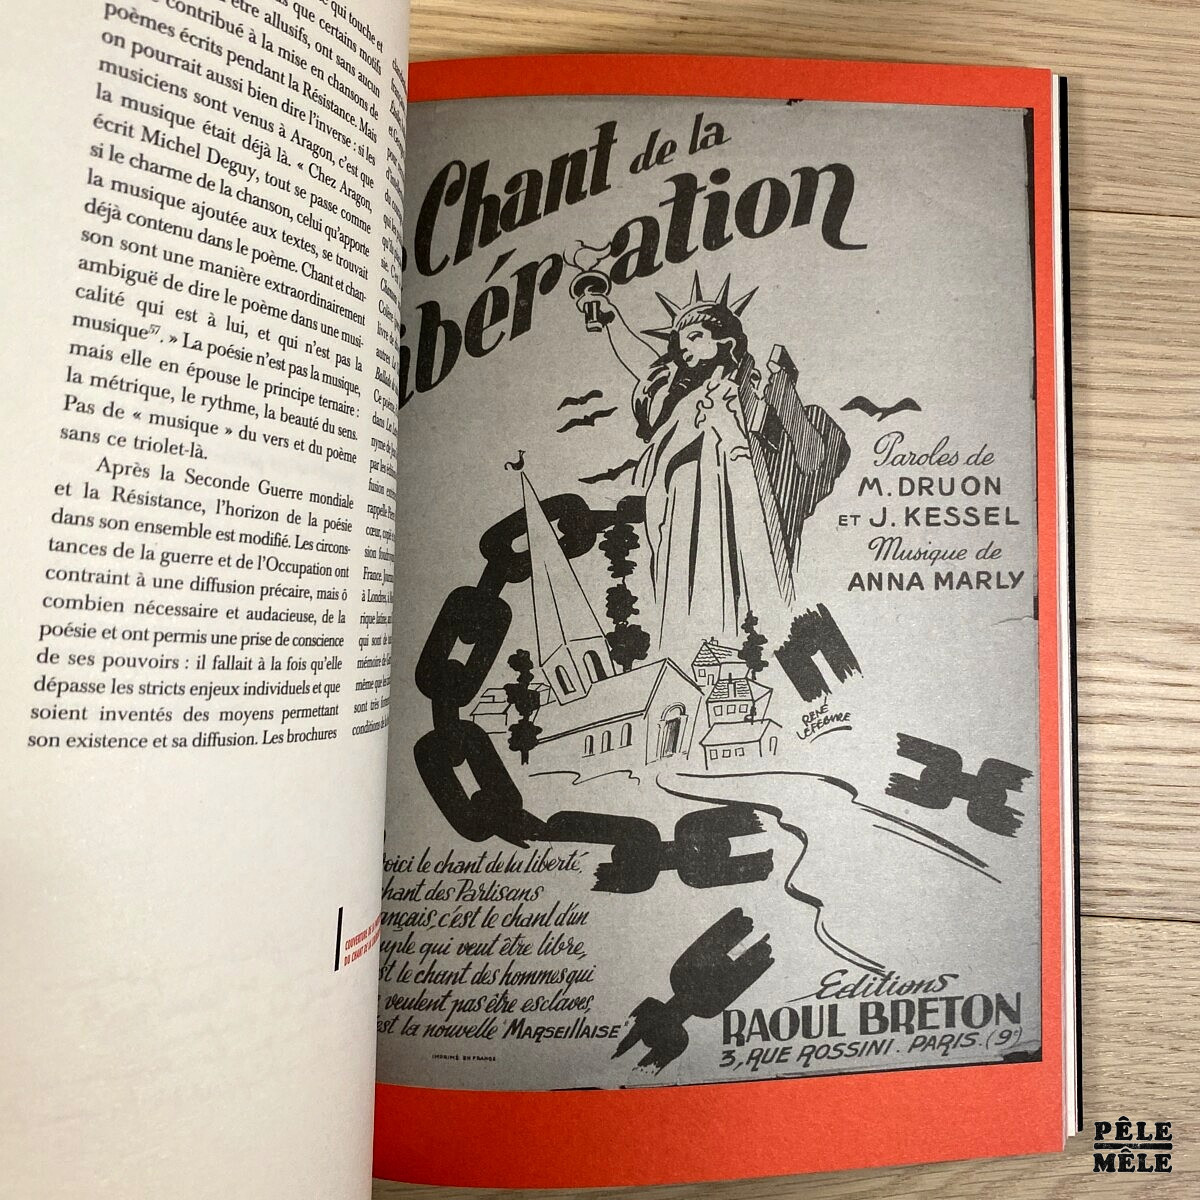 qui touche et
que certains motifs
être allusifs, ont sans aucun
contribué à la mise en chansons de
poèmes écrits pendant la Résistance. Mais
on pourrait aussi bien dire l'inverse : si les
musiciens sont venus à Aragon, c'est que
la musique était déjà là. « Chez Aragon,
écrit Michel Deguy, tout se passe comme
si le charme de la chanson, celui qu'apporte
la musique ajoutée aux textes, se trouvait
déjà contenu dans le poème. Chant et chan-
son sont une manière extraordinairement
ambiguë de dire le poème dans une musi-
calité qui est à lui, et qui n'est pas la
musique57. » La poésie n'est pas la musique,
mais elle en épouse le principe ternaire :
la métrique, le rythme, la beauté du sens.
Pas de « musique » du vers et du poème
sans ce triolet-là.
Après la Seconde Guerre mondiale
et la Résistance, l'horizon de la poésie
dans son ensemble est modifié. Les circons-
tances de la guerre et de l'Occupation ont
contraint à une diffusion précaire, mais ô
combien nécessaire et audacieuse, de la
poésie et ont permis une prise de conscience
de ses pouvoirs : il fallait à la fois qu'elle
dépasse les stricts enjeux individuels et que
soient inventés des moyens permettant
son existence et sa diffusion. Les brochures
COUVERTURE DE LA
DU CHANT DE LA
Chant de la
ibération
Paroles de
M. DRUON
ET J. KESSEL
Musique de
ANNA MARLY
RENÉ
LEFEBVRE
oici le chant de la liberté,
chant des Partisans
ançais, c'est le chant d'un
uple qui veut être libre,
st le chant des hommes qui
veulent pas être esclaves,
est la nouvelle "MARSEILLAISE"
IMPRIMÉ EN FRANCE
Editions
RAOUL BRETON
3, RUE ROSSINI. PARIS. (9e)
PÊLE
MÊLE